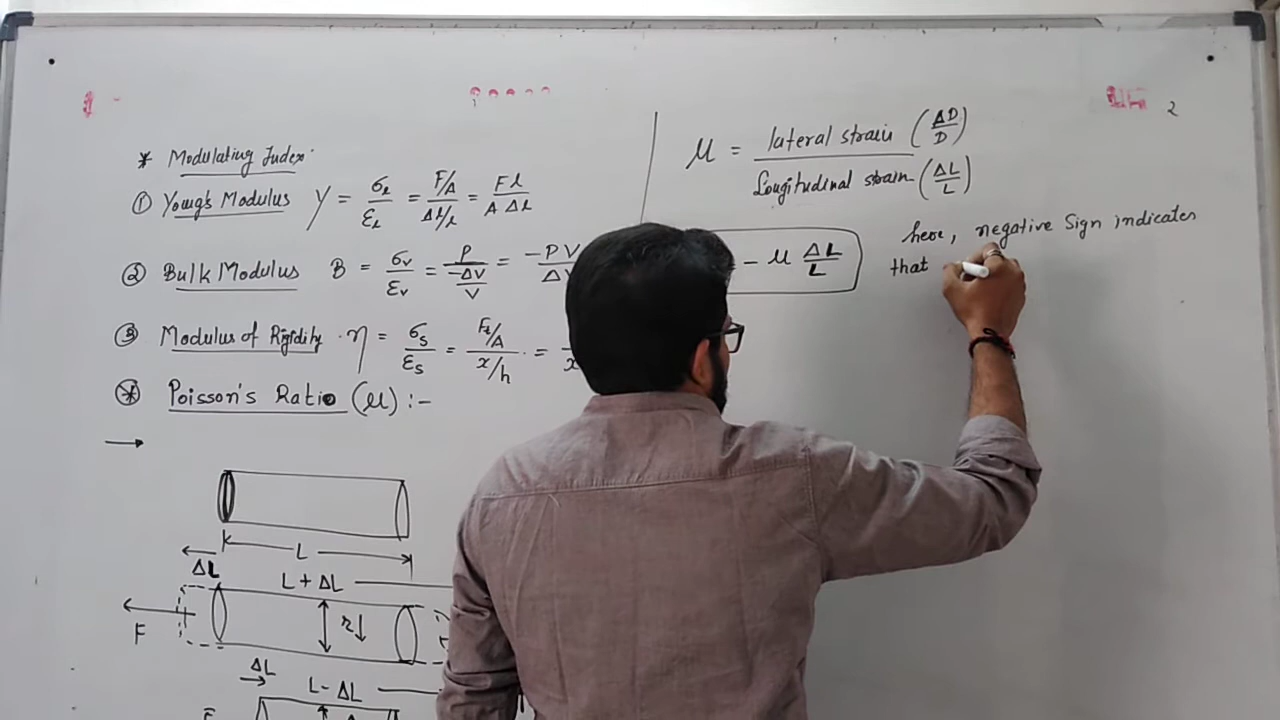 2
* Modulating Index
① Young's Modulus Y = σl/εl = F/A / Δl/l = Fl / A Δl
② Bulk Modulus B = σv/εv = P / -ΔV/V = -PV / ΔV
③ Modulus of Rigidity η = σs/εs = Ft/A / x/h =
* Poisson's Ratio (μ) :-
→
L
ΔL
L + ΔL
F
r↓
ΔL
L - ΔL
F
μ = lateral strain (ΔD/D) / Longitudinal strain (ΔL/L)
- μ ΔL/L
here, negative Sign indicates
that